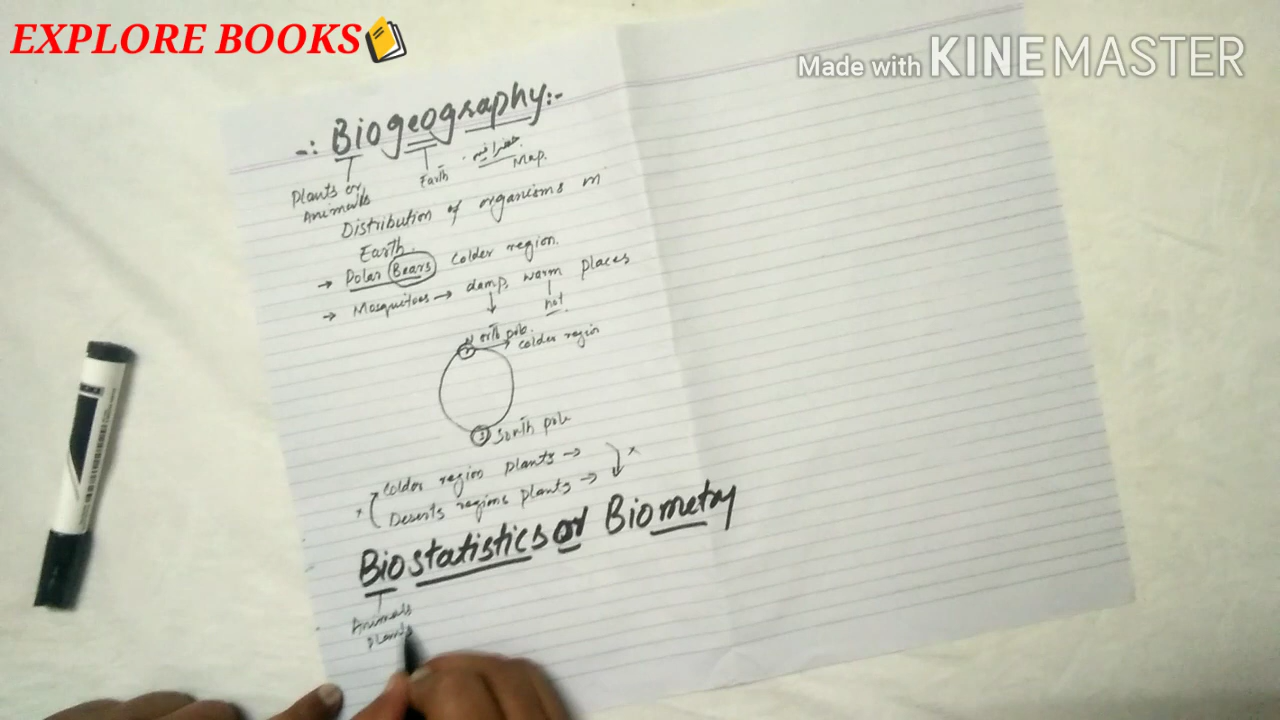 EXPLORE BOOKS
Made with KINEMASTER
-: Biogeography:-
Plants or Animalls
Earth
جغرافیہ
Map.
Distribution of organisms in
Earth.
→ Polar Bears colder region.
→ Mosquitoes → damp, warm places
hot
North pole.
→ colder region
N
S
South pole
Colder region plants →
Deserts regions plants →
Biostatistics or Biometry
Animals
Plants